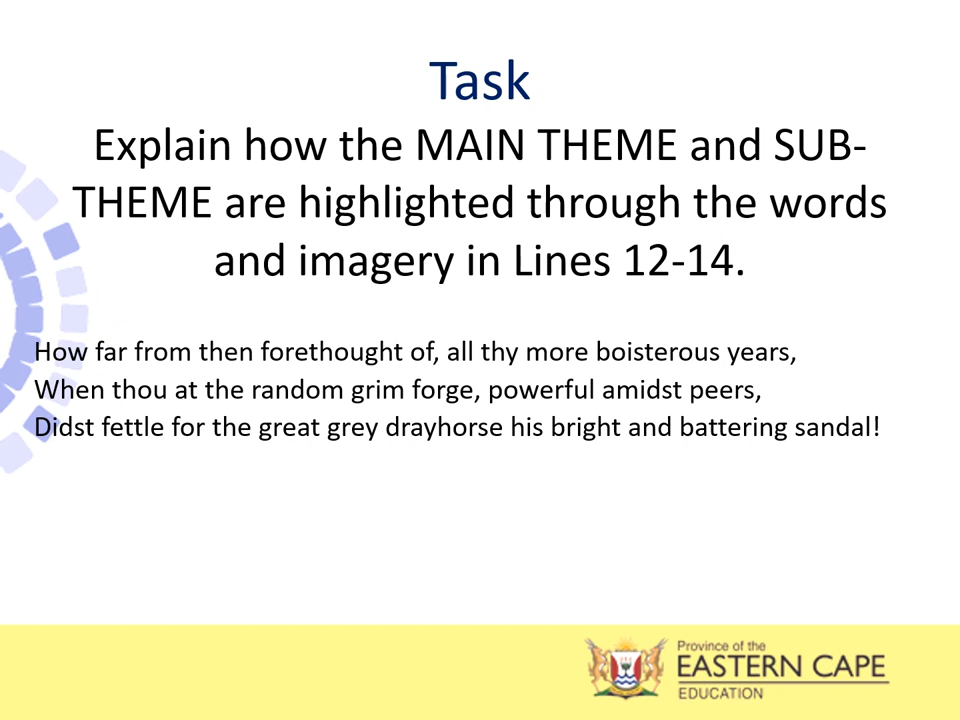 Task
Explain how the MAIN THEME and SUB-
THEME are highlighted through the words
and imagery in Lines 12-14.
How far from then forethought of, all thy more boisterous years,
When thou at the random grim forge, powerful amidst peers,
Didst fettle for the great grey drayhorse his bright and battering sandal!
Province of the
EASTERN CAPE
EDUCATION